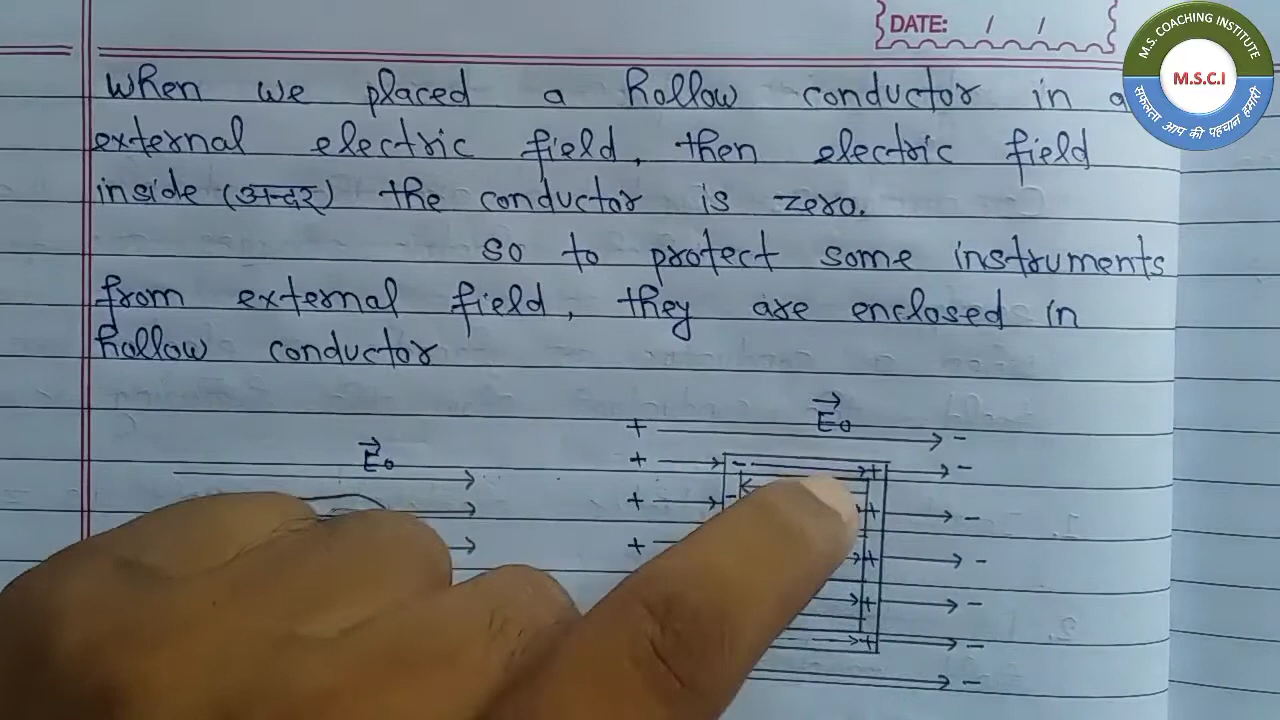 DATE: / /
M.S. COACHING INSTITUTE
M.S.C.I
सफलता आप की पहचान हमारी
When we placed a hollow conductor in a
external electric field, then electric field
inside (अन्दर) the conductor is zero.
so to protect some instruments
from external field, they are enclosed in
hollow conductor
E₀
E₀
+ -
+ - + -
+ - + -
+ + -
+ -
+ -
-